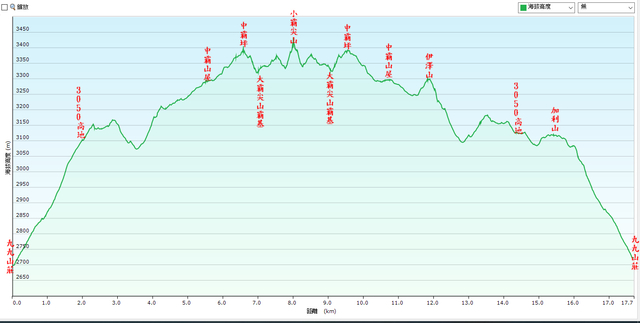 縮放
海拔高度
無
海拔高度 (m)
3450
3400
3350
3300
3250
3200
3150
3100
3050
3000
2950
2900
2850
2800
2750
2700
2650
九九山莊
3050高地
中霸山屋
中霸坪
大霸尖山霸基
小霸尖山
大霸尖山霸基
中霸坪
中霸山屋
伊澤山
3050高地
加利山
九九山莊
0.0 1.0 2.0 3.0 4.0 5.0 6.0 7.0 8.0 9.0 10.0 11.0 12.0 13.0 14.0 15.0 16.0 17.0 17.7
距離 (km)